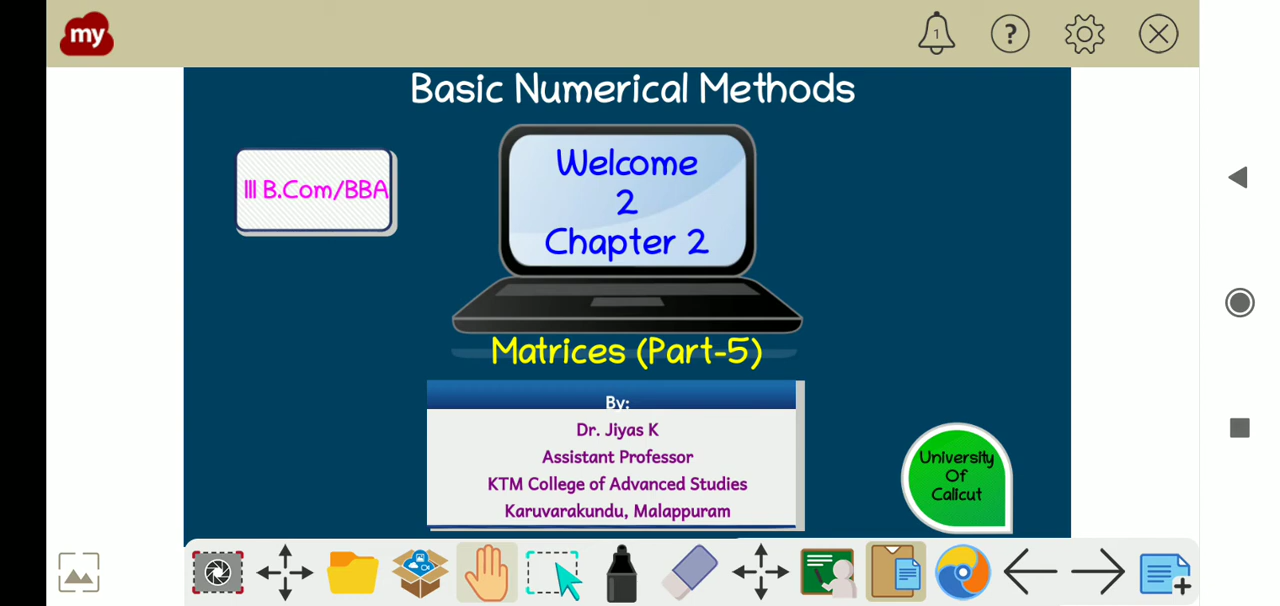 my
1
?
Basic Numerical Methods
III B.Com/BBA
Welcome
2
Chapter 2
Matrices (Part-5)
By:
Dr. Jiyas K
Assistant Professor
KTM College of Advanced Studies
Karuvarakundu, Malappuram
University
Of
Calicut